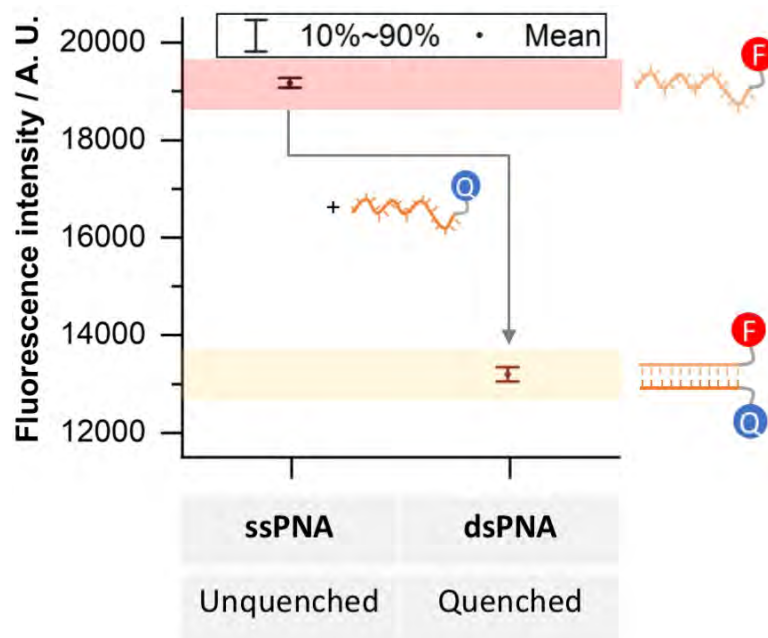 Fluorescence intensity / A. U.
10%~90% · Mean
20000
18000
16000
14000
12000
F
+
Q
F
Q
ssPNA dsPNA
Unquenched Quenched